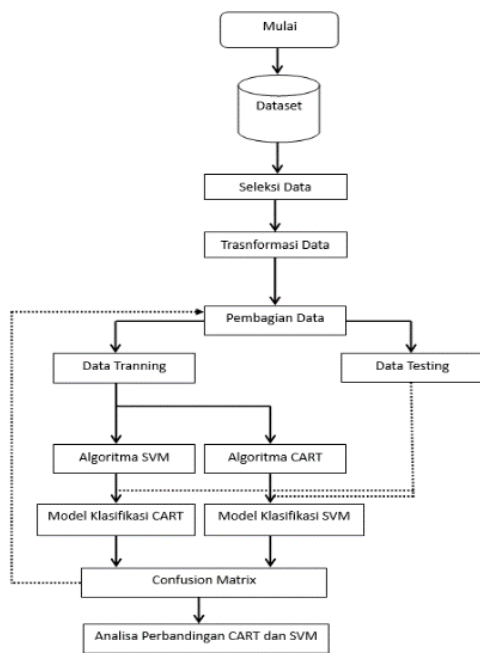 Mulai
Dataset
Seleksi Data
Trasnformasi Data
Pembagian Data
Data Tranning
Data Testing
Algoritma SVM
Algoritma CART
Model Klasifikasi CART
Model Klasifikasi SVM
Confusion Matrix
Analisa Perbandingan CART dan SVM